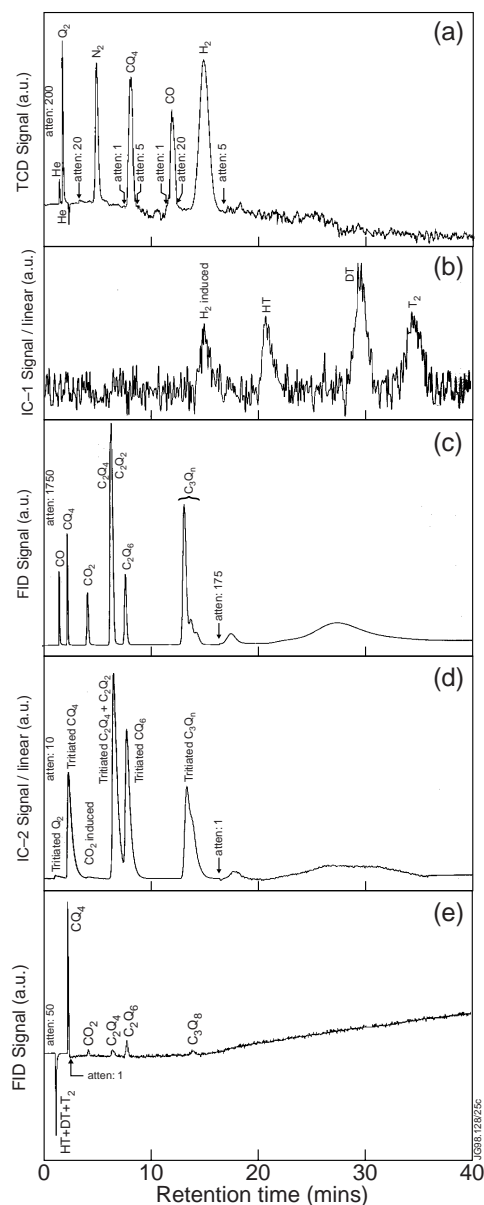 (a)
TCD Signal (a.u.)
atten: 200
He
He
Q2
atten: 20
N2
CQ4
atten: 1
atten: 5
CO
atten: 1
atten: 20
H2
atten: 5
(b)
IC–1 Signal / linear (a.u.)
H2 induced
HT
DT
T2
(c)
FID Signal (a.u.)
atten: 1750
CO
CQ4
CO2
C2Q4
C2Q2
C2Q6
C3Qn
atten: 175
(d)
IC–2 Signal / linear (a.u.)
atten: 10
Tritiated Q2
Tritiated CQ4
CO2 induced
Tritiated C2Q4 + C2Q2
Tritiated CQ6
Tritiated C3Qn
atten: 1
(e)
FID Signal (a.u.)
atten: 50
HT+DT+T2
CQ4
atten: 1
CO2
C2Q4
C2Q6
C3Q8
0 10 20 30 40
Retention time (mins)
JG98.128/25c